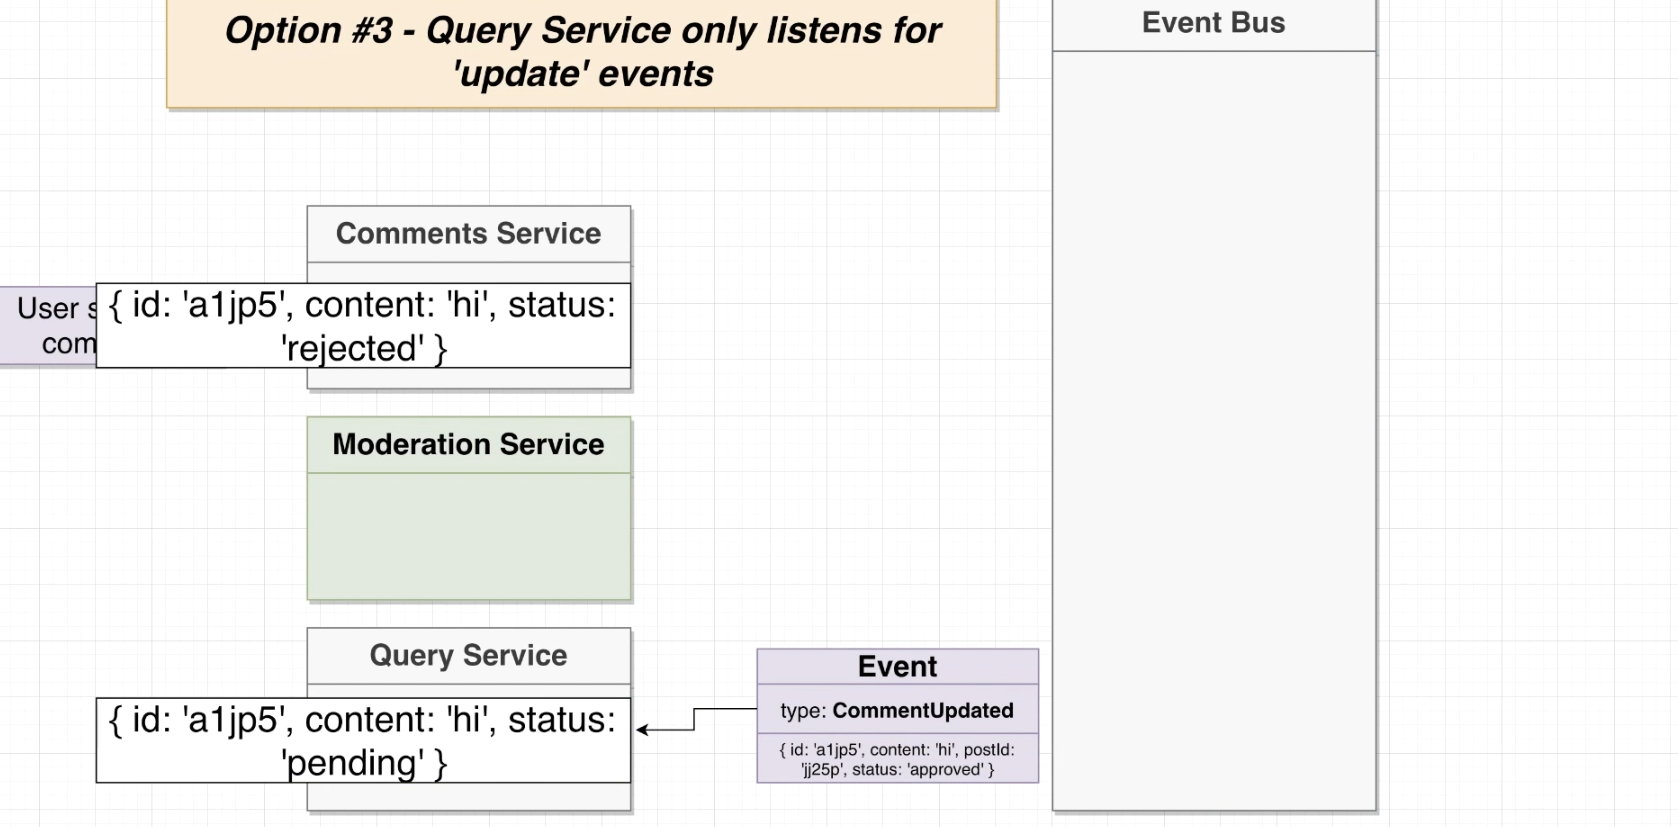 Option #3 - Query Service only listens for
'update' events
Event Bus
Comments Service
User
com
{ id: 'a1jp5', content: 'hi', status:
'rejected' }
Moderation Service
Query Service
{ id: 'a1jp5', content: 'hi', status:
'pending' }
Event
type: CommentUpdated
{ id: 'a1jp5', content: 'hi', postId:
'jj25p', status: 'approved' }